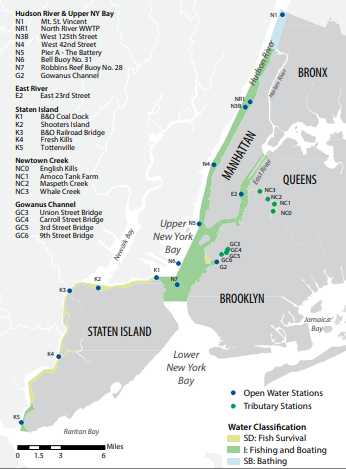 Hudson River & Upper NY Bay
N1 Mt. St. Vincent
NR1 North River WWTP
N3B West 125th Street
N4 West 42nd Street
N5 Pier A - The Battery
N6 Bell Buoy No. 31
N7 Robbins Reef Buoy No. 28
G2 Gowanus Channel
East River
E2 East 23rd Street
Staten Island
K1 B&O Coal Dock
K2 Shooters Island
K3 B&O Railroad Bridge
K4 Fresh Kills
K5 Tottenville
Newtown Creek
NC0 English Kills
NC1 Amoco Tank Farm
NC2 Maspeth Creek
NC3 Whale Creek
Gowanus Channel
GC3 Union Street Bridge
GC4 Carroll Street Bridge
GC5 3rd Street Bridge
GC6 9th Street Bridge
N1
Hudson River
Harlem River
BRONX
NR1
N3B
MANHATTAN
N4
East River
QUEENS
E2
NC3
NC2
NC1
NC0
N5
Upper
New York
Bay
Newark Bay
GC3
GC4
GC5
GC6
G2
N6
K1
N7
K2
K3
BROOKLYN
Jamaica
Bay
STATEN ISLAND
Lower
New York
Bay
K4
K5
Raritan Bay
Miles
0 1.5 3 6
Open Water Stations
Tributary Stations
Water Classification
SD: Fish Survival
I: Fishing and Boating
SB: Bathing